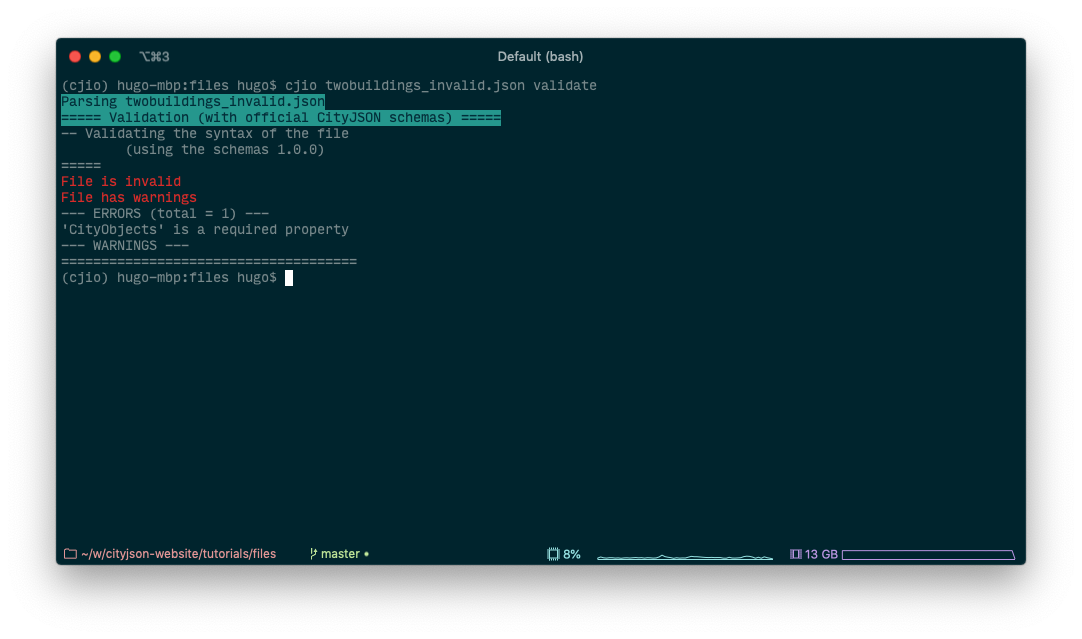 ⌥⌘3
Default (bash)
(cjio) hugo-mbp:files hugo$ cjio twobuildings_invalid.json validate
Parsing twobuildings_invalid.json
===== Validation (with official CityJSON schemas) =====
-- Validating the syntax of the file
(using the schemas 1.0.0)
=====
File is invalid
File has warnings
--- ERRORS (total = 1) ---
'CityObjects' is a required property
--- WARNINGS ---
=====================================
(cjio) hugo-mbp:files hugo$
~/w/cityjson-website/tutorials/files
master •
8%
13 GB